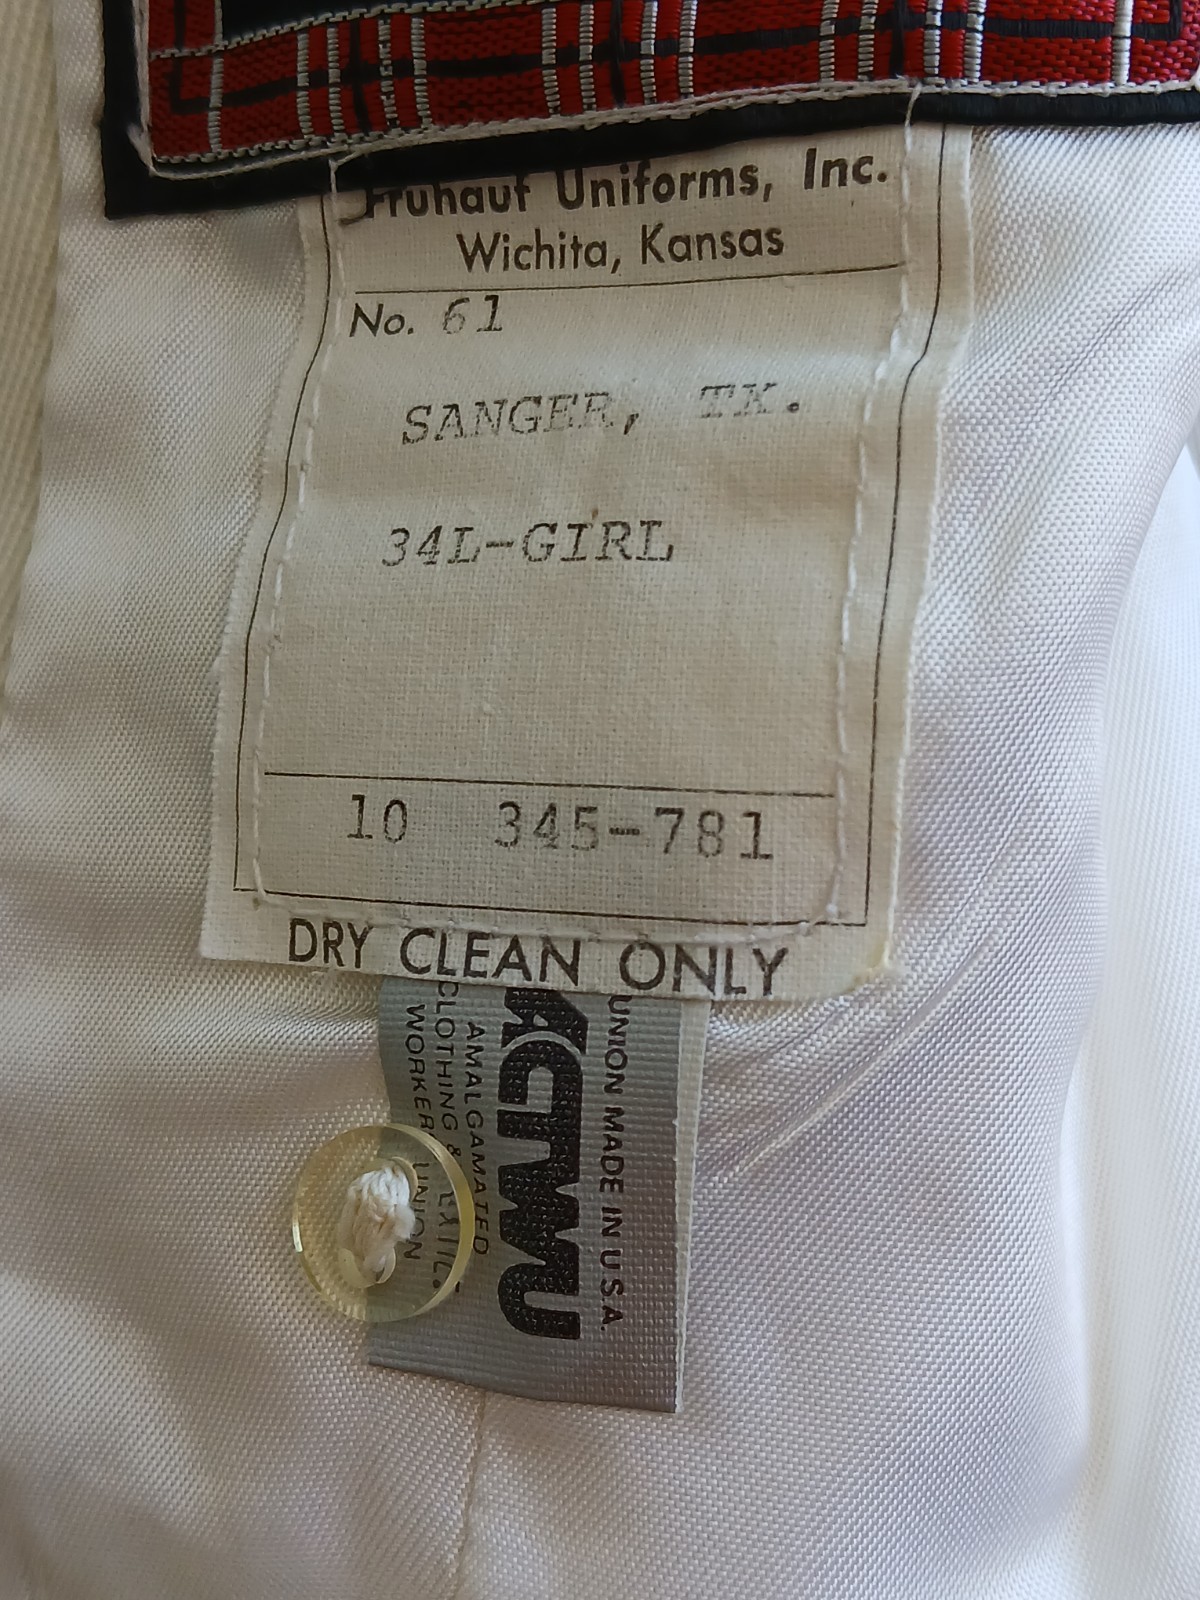 Fruhauf Uniforms, Inc.
Wichita, Kansas
No. 61
SANGER, TX.
34L-GIRL
10 345-781
DRY CLEAN ONLY
UNION MADE IN U.S.A.
ACTWU
AMALGAMATED
CLOTHING & TEXTILE
WORKERS UNION